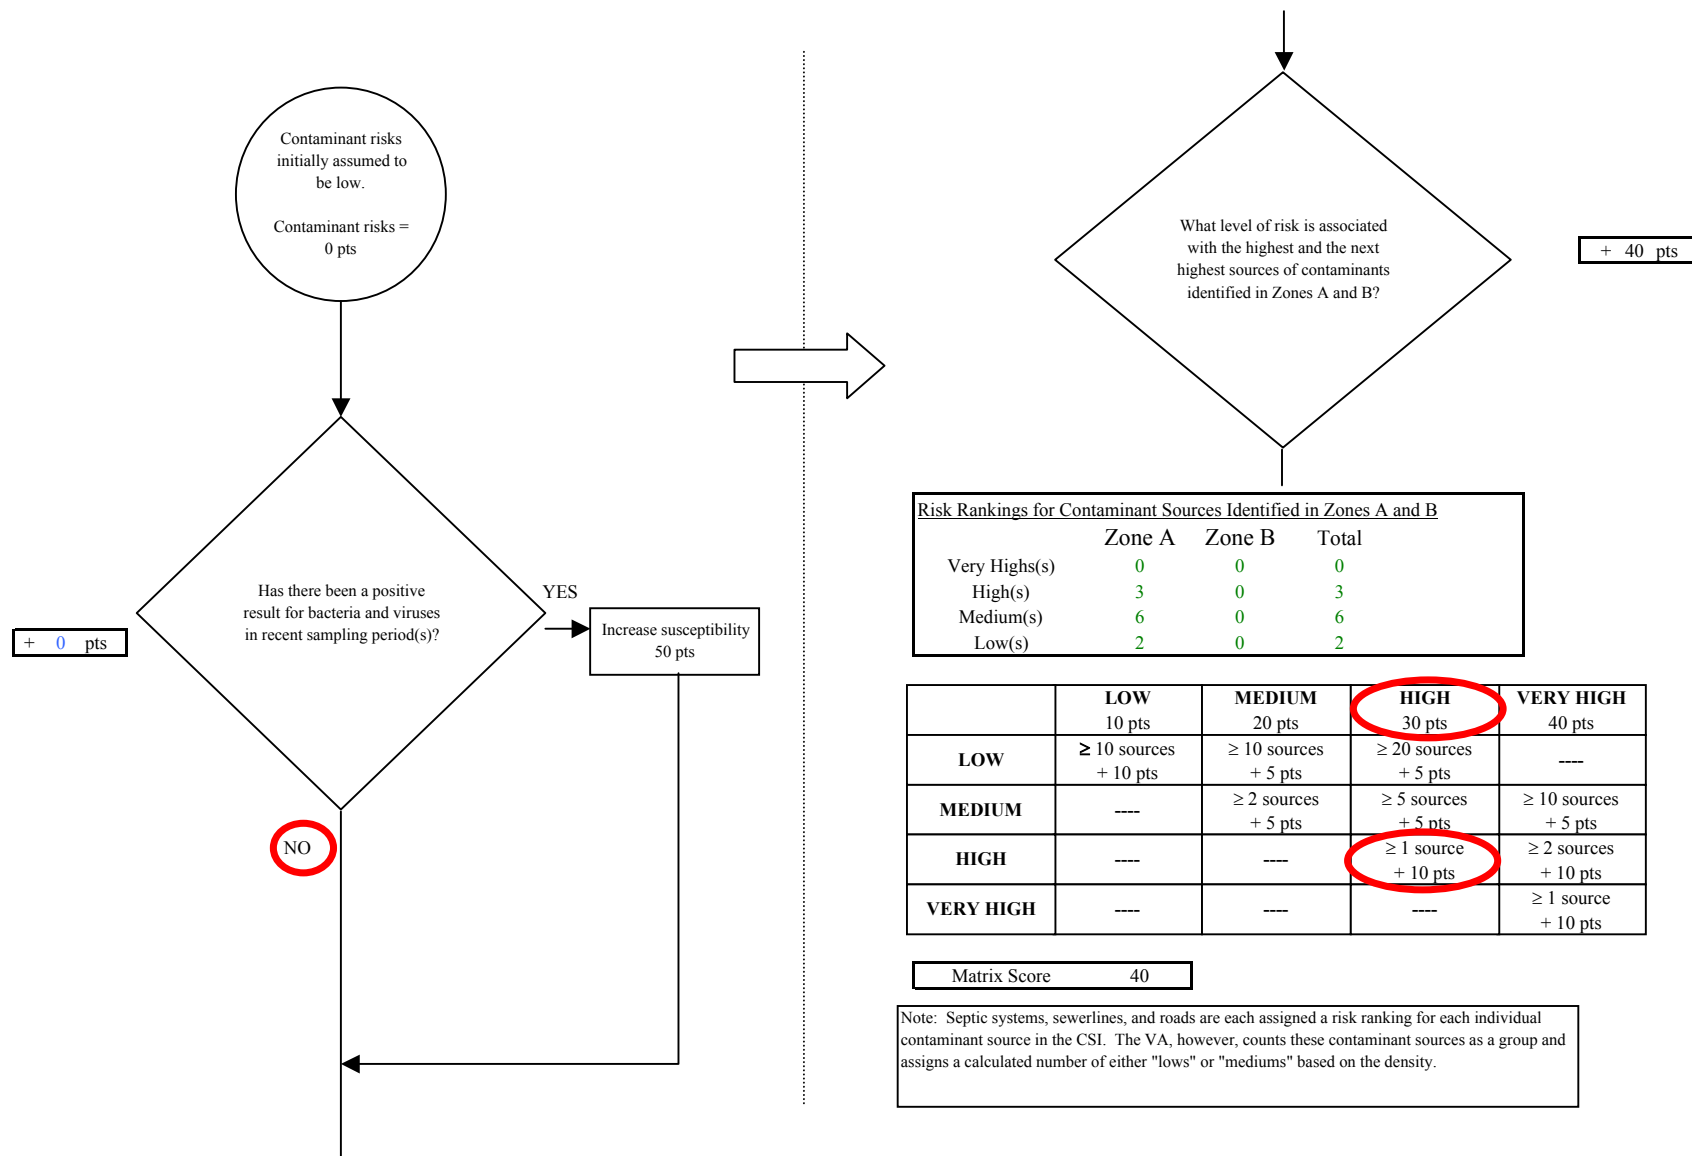 Contaminant risks
initially assumed to
be low.
Contaminant risks =
0 pts
Has there been a positive
result for bacteria and viruses
in recent sampling period(s)?
YES
Increase susceptibility
50 pts
+ 0 pts
NO
What level of risk is associated
with the highest and the next
highest sources of contaminants
identified in Zones A and B?
+ 40 pts
Risk Rankings for Contaminant Sources Identified in Zones A and B
Zone A Zone B Total
Very Highs(s) 0 0 0
High(s) 3 0 3
Medium(s) 6 0 6
Low(s) 2 0 2
LOW MEDIUM HIGH VERY HIGH
10 pts 20 pts 30 pts 40 pts
LOW ≥ 10 sources + 10 pts ≥ 10 sources + 5 pts ≥ 20 sources + 5 pts ----
MEDIUM ---- ≥ 2 sources + 5 pts ≥ 5 sources + 5 pts ≥ 10 sources + 5 pts
HIGH ---- ---- ≥ 1 source + 10 pts ≥ 2 sources + 10 pts
VERY HIGH ---- ---- ---- ≥ 1 source + 10 pts
Matrix Score 40
Note: Septic systems, sewerlines, and roads are each assigned a risk ranking for each individual
contaminant source in the CSI. The VA, however, counts these contaminant sources as a group and
assigns a calculated number of either "lows" or "mediums" based on the density.